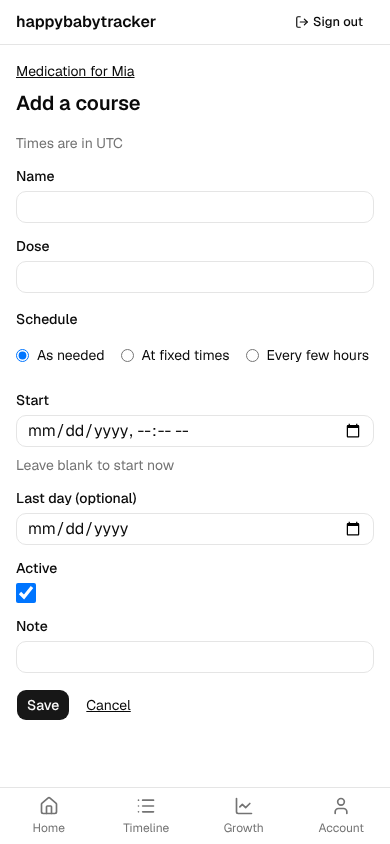 happybabytracker
Sign out
Medication for Mia
Add a course
Times are in UTC
Name
Dose
Schedule
As needed At fixed times Every few hours
Start
mm/dd/yyyy, --:-- --
Leave blank to start now
Last day (optional)
mm/dd/yyyy
Active
Note
Save Cancel
Home Timeline Growth Account